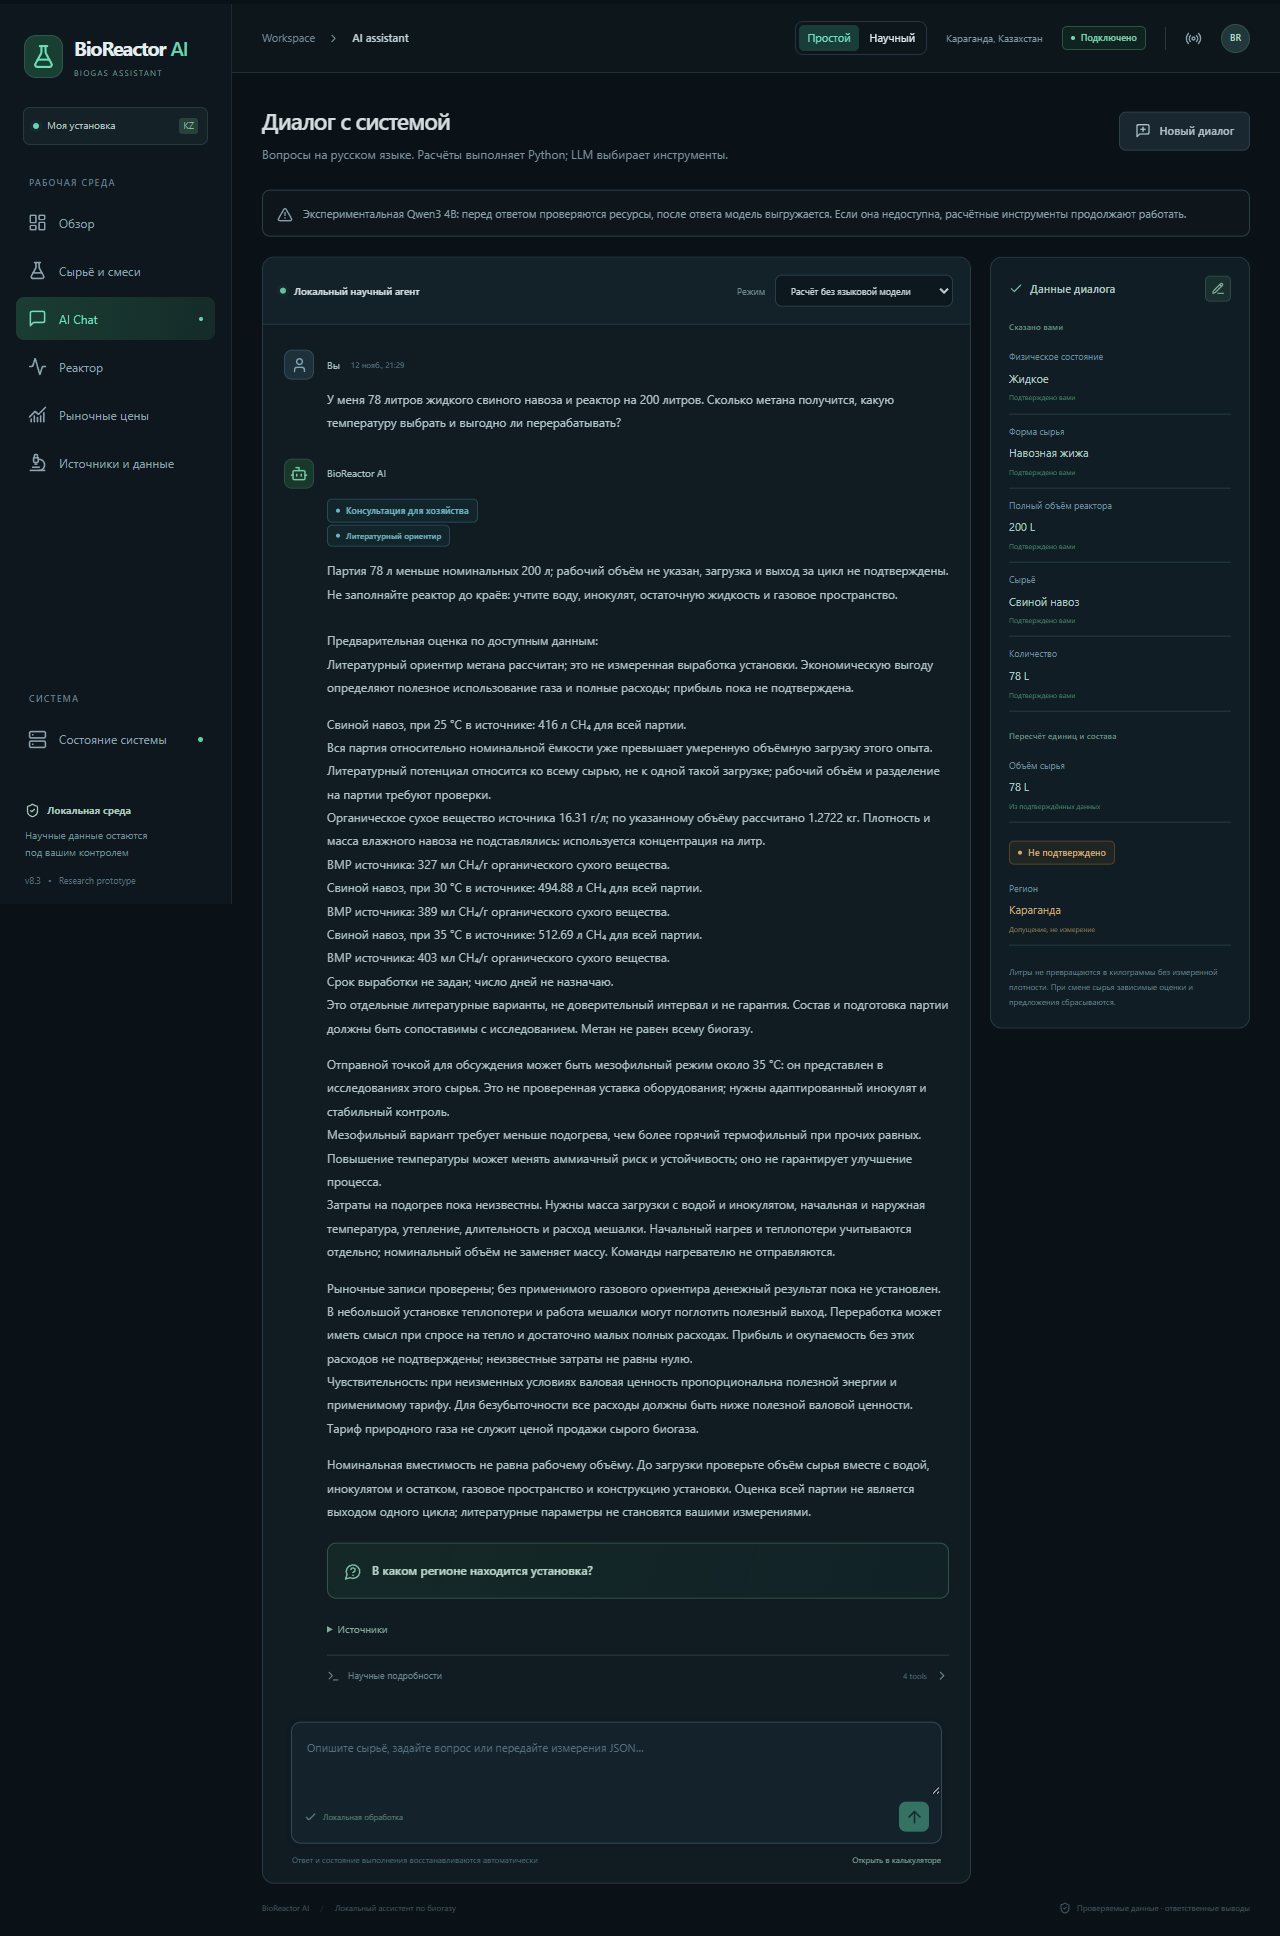 BioReactor AI
BIOGAS ASSISTANT
Моя установка
KZ
РАБОЧАЯ СРЕДА
Обзор
Сырьё и смеси
AI Chat
Реактор
Рыночные цены
Источники и данные
СИСТЕМА
Состояние системы
Локальная среда
Научные данные остаются
под вашим контролем
v8.3 • Research prototype
Workspace > AI assistant
Простой
Научный
Караганда, Казахстан
Подключено
BR
Диалог с системой
Вопросы на русском языке. Расчёты выполняет Python; LLM выбирает инструменты.
Новый диалог
Экспериментальная Qwen3 4B: перед ответом проверяются ресурсы, после ответа модель выгружается. Если она недоступна, расчётные инструменты продолжают работать.
Локальный научный агент
Режим
Расчёт без языковой модели
Вы
12 нояб., 21:29
У меня 78 литров жидкого свиного навоза и реактор на 200 литров. Сколько метана получится, какую
температуру выбрать и выгодно ли перерабатывать?
BioReactor AI
Консультация для хозяйства
Литературный ориентир
Партия 78 л меньше номинальных 200 л; рабочий объём не указан, загрузка и выход за цикл не подтверждены.
Не заполняйте реактор до краёв: учтите воду, инокулят, остаточную жидкость и газовое пространство.
Предварительная оценка по доступным данным:
Литературный ориентир метана рассчитан; это не измеренная выработка установки. Экономическую выгоду
определяют полезное использование газа и полные расходы; прибыль пока не подтверждена.
Свиной навоз, при 25 °C в источнике: 416 л CH₄ для всей партии.
Вся партия относительно номинальной ёмкости уже превышает умеренную объёмную загрузку этого опыта.
Литературный потенциал относится ко всему сырью, не к одной такой загрузке; рабочий объём и разделение
на партии требуют проверки.
Органическое сухое вещество источника 16.31 г/л; по указанному объёму рассчитано 1.2722 кг. Плотность и
масса влажного навоза не подставлялись: используется концентрация на литр.
BMP источника: 327 мл CH₄/г органического сухого вещества.
Свиной навоз, при 30 °C в источнике: 494.88 л CH₄ для всей партии.
BMP источника: 389 мл CH₄/г органического сухого вещества.
Свиной навоз, при 35 °C в источнике: 512.69 л CH₄ для всей партии.
BMP источника: 403 мл CH₄/г органического сухого вещества.
Срок выработки не задан; число дней не назначаю.
Это отдельные литературные варианты, не доверительный интервал и не гарантия. Состав и подготовка партии
должны быть сопоставимы с исследованием. Метан не равен всему биогазу.
Отправной точкой для обсуждения может быть мезофильный режим около 35 °C: он представлен в
исследованиях этого сырья. Это не проверенная уставка оборудования; нужны адаптированный инокулят и
стабильный контроль.
Мезофильный вариант требует меньше подогрева, чем более горячий термофильный при прочих равных.
Повышение температуры может менять аммиачный риск и устойчивость; оно не гарантирует улучшение
процесса.
Затраты на подогрев пока неизвестны. Нужны масса загрузки с водой и инокулятом, начальная и наружная
температура, утепление, длительность и расход мешалки. Начальный нагрев и теплопотери учитываются
отдельно; номинальный объём не заменяет массу. Команды нагревателю не отправляются.
Рыночные записи проверены; без применимого газового ориентира денежный результат пока не установлен.
В небольшой установке теплопотери и работа мешалки могут поглотить полезный выход. Переработка может
иметь смысл при спросе на тепло и достаточно малых полных расходах. Прибыль и окупаемость без этих
расходов не подтверждены; неизвестные затраты не равны нулю.
Чувствительность: при неизменных условиях валовая ценность пропорциональна полезной энергии и
применимому тарифу. Для безубыточности все расходы должны быть ниже полезной валовой ценности.
Тариф природного газа не служит ценой продажи сырого биогаза.
Номинальная вместимость не равна рабочему объёму. До загрузки проверьте объём сырья вместе с водой,
инокулятом и остатком, газовое пространство и конструкцию установки. Оценка всей партии не является
выходом одного цикла; литературные параметры не становятся вашими измерениями.
В каком регионе находится установка?
Источники
Научные подробности
4 tools
Опишите сырьё, задайте вопрос или передайте измерения JSON...
Локальная обработка
Ответ и состояние выполнения восстанавливаются автоматически
Открыть в калькуляторе
Данные диалога
Сказано вами
Физическое состояние
Жидкое
Подтверждено вами
Форма сырья
Навозная жижа
Подтверждено вами
Полный объём реактора
200 L
Подтверждено вами
Сырьё
Свиной навоз
Подтверждено вами
Количество
78 L
Подтверждено вами
Пересчёт единиц и состава
Объём сырья
78 L
Из подтверждённых данных
Не подтверждено
Регион
Караганда
Допущение, не измерение
Литры не превращаются в килограммы без измеренной
плотности. При смене сырья зависимые оценки и
предложения сбрасываются.
BioReactor AI / Локальный ассистент по биогазу
Проверяемые данные · ответственные выводы